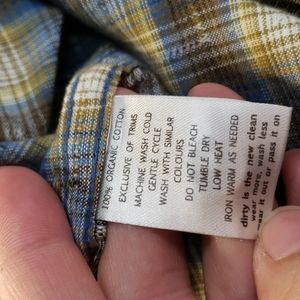 100% ORGANIC COTTON
EXCLUSIVE OF TRIMS
MACHINE WASH COLD
GENTLE CYCLE
WASH WITH SIMILAR
COLOURS
DO NOT BLEACH
TUMBLE DRY
LOW HEAT
IRON WARM AS NEEDED
dirty is the new clean
wear more, wash less
wear it out or pass it on